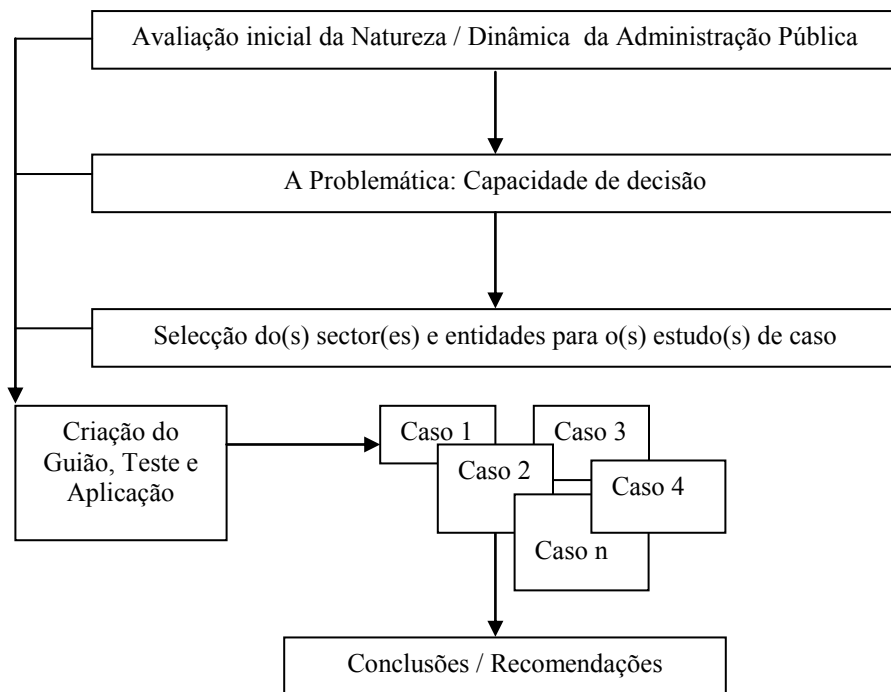 Avaliação inicial da Natureza / Dinâmica da Administração Pública
A Problemática: Capacidade de decisão
Selecção do(s) sector(es) e entidades para o(s) estudo(s) de caso
Criação do
Guião, Teste e
Aplicação
Caso 1
Caso 3
Caso 2
Caso 4
Caso n
Conclusões / Recomendações